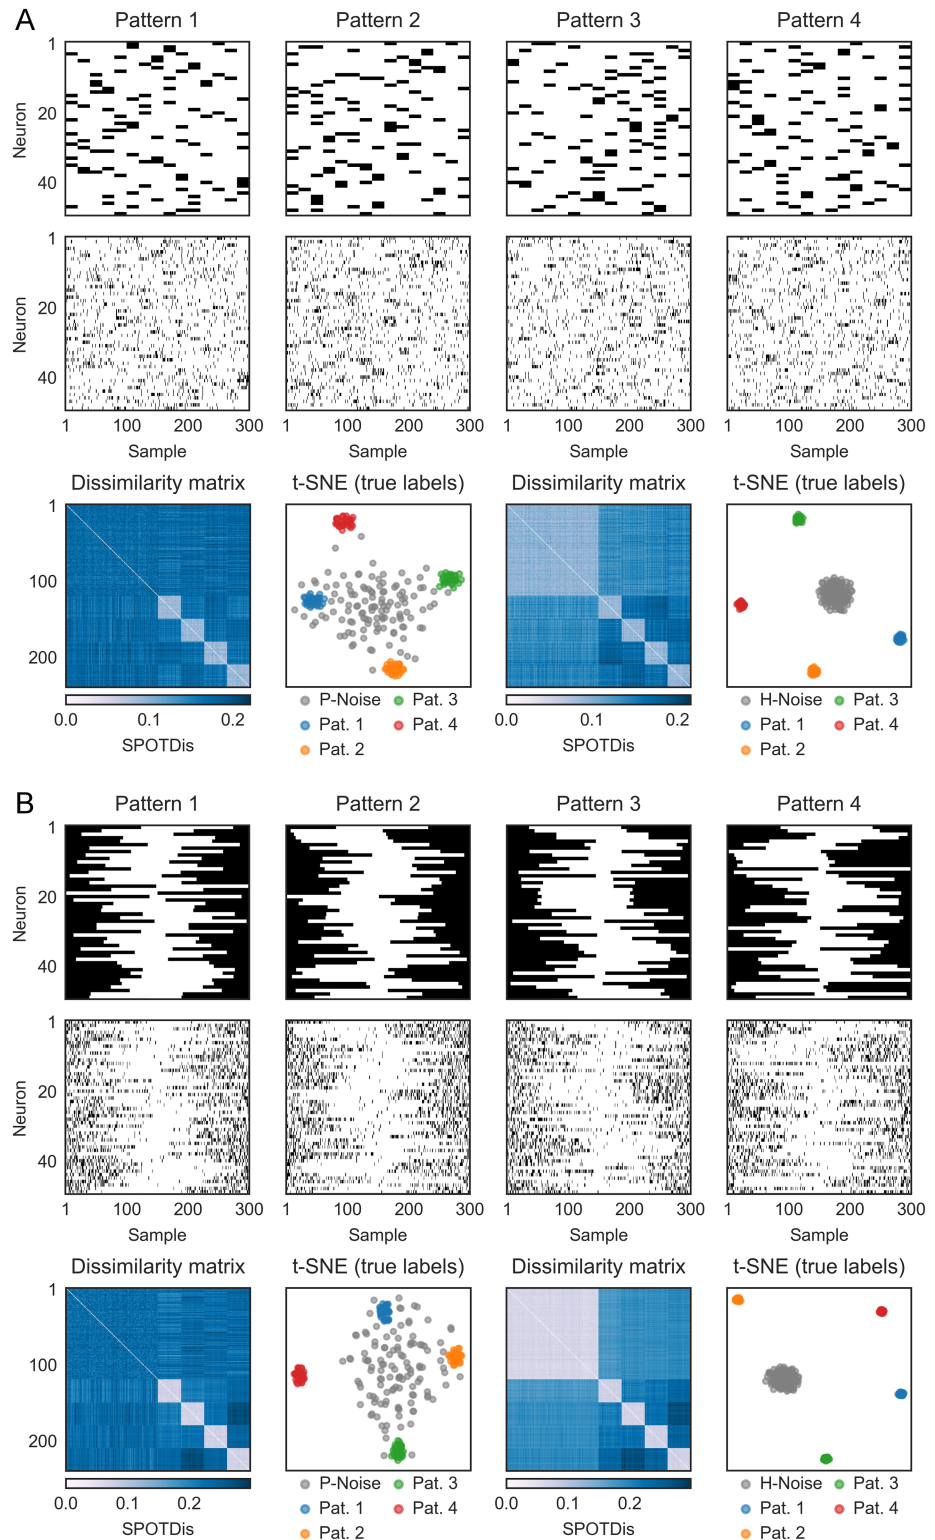 A
Pattern 1 Pattern 2 Pattern 3 Pattern 4
1
20
40
Neuron
1
20
40
Neuron
1 100 200 300 1 100 200 300 1 100 200 300 1 100 200 300
Sample Sample Sample Sample
Dissimilarity matrix t-SNE (true labels) Dissimilarity matrix t-SNE (true labels)
1
100
200
0.0 0.1 0.2 0.0 0.1 0.2
SPOTDis SPOTDis
P-Noise Pat. 3 H-Noise Pat. 3
Pat. 1 Pat. 4 Pat. 1 Pat. 4
Pat. 2 Pat. 2
B
Pattern 1 Pattern 2 Pattern 3 Pattern 4
1
20
40
Neuron
1
20
40
Neuron
1 100 200 300 1 100 200 300 1 100 200 300 1 100 200 300
Sample Sample Sample Sample
Dissimilarity matrix t-SNE (true labels) Dissimilarity matrix t-SNE (true labels)
1
100
200
0.0 0.1 0.2 0.0 0.1 0.2
SPOTDis SPOTDis
P-Noise Pat. 3 H-Noise Pat. 3
Pat. 1 Pat. 4 Pat. 1 Pat. 4
Pat. 2 Pat. 2